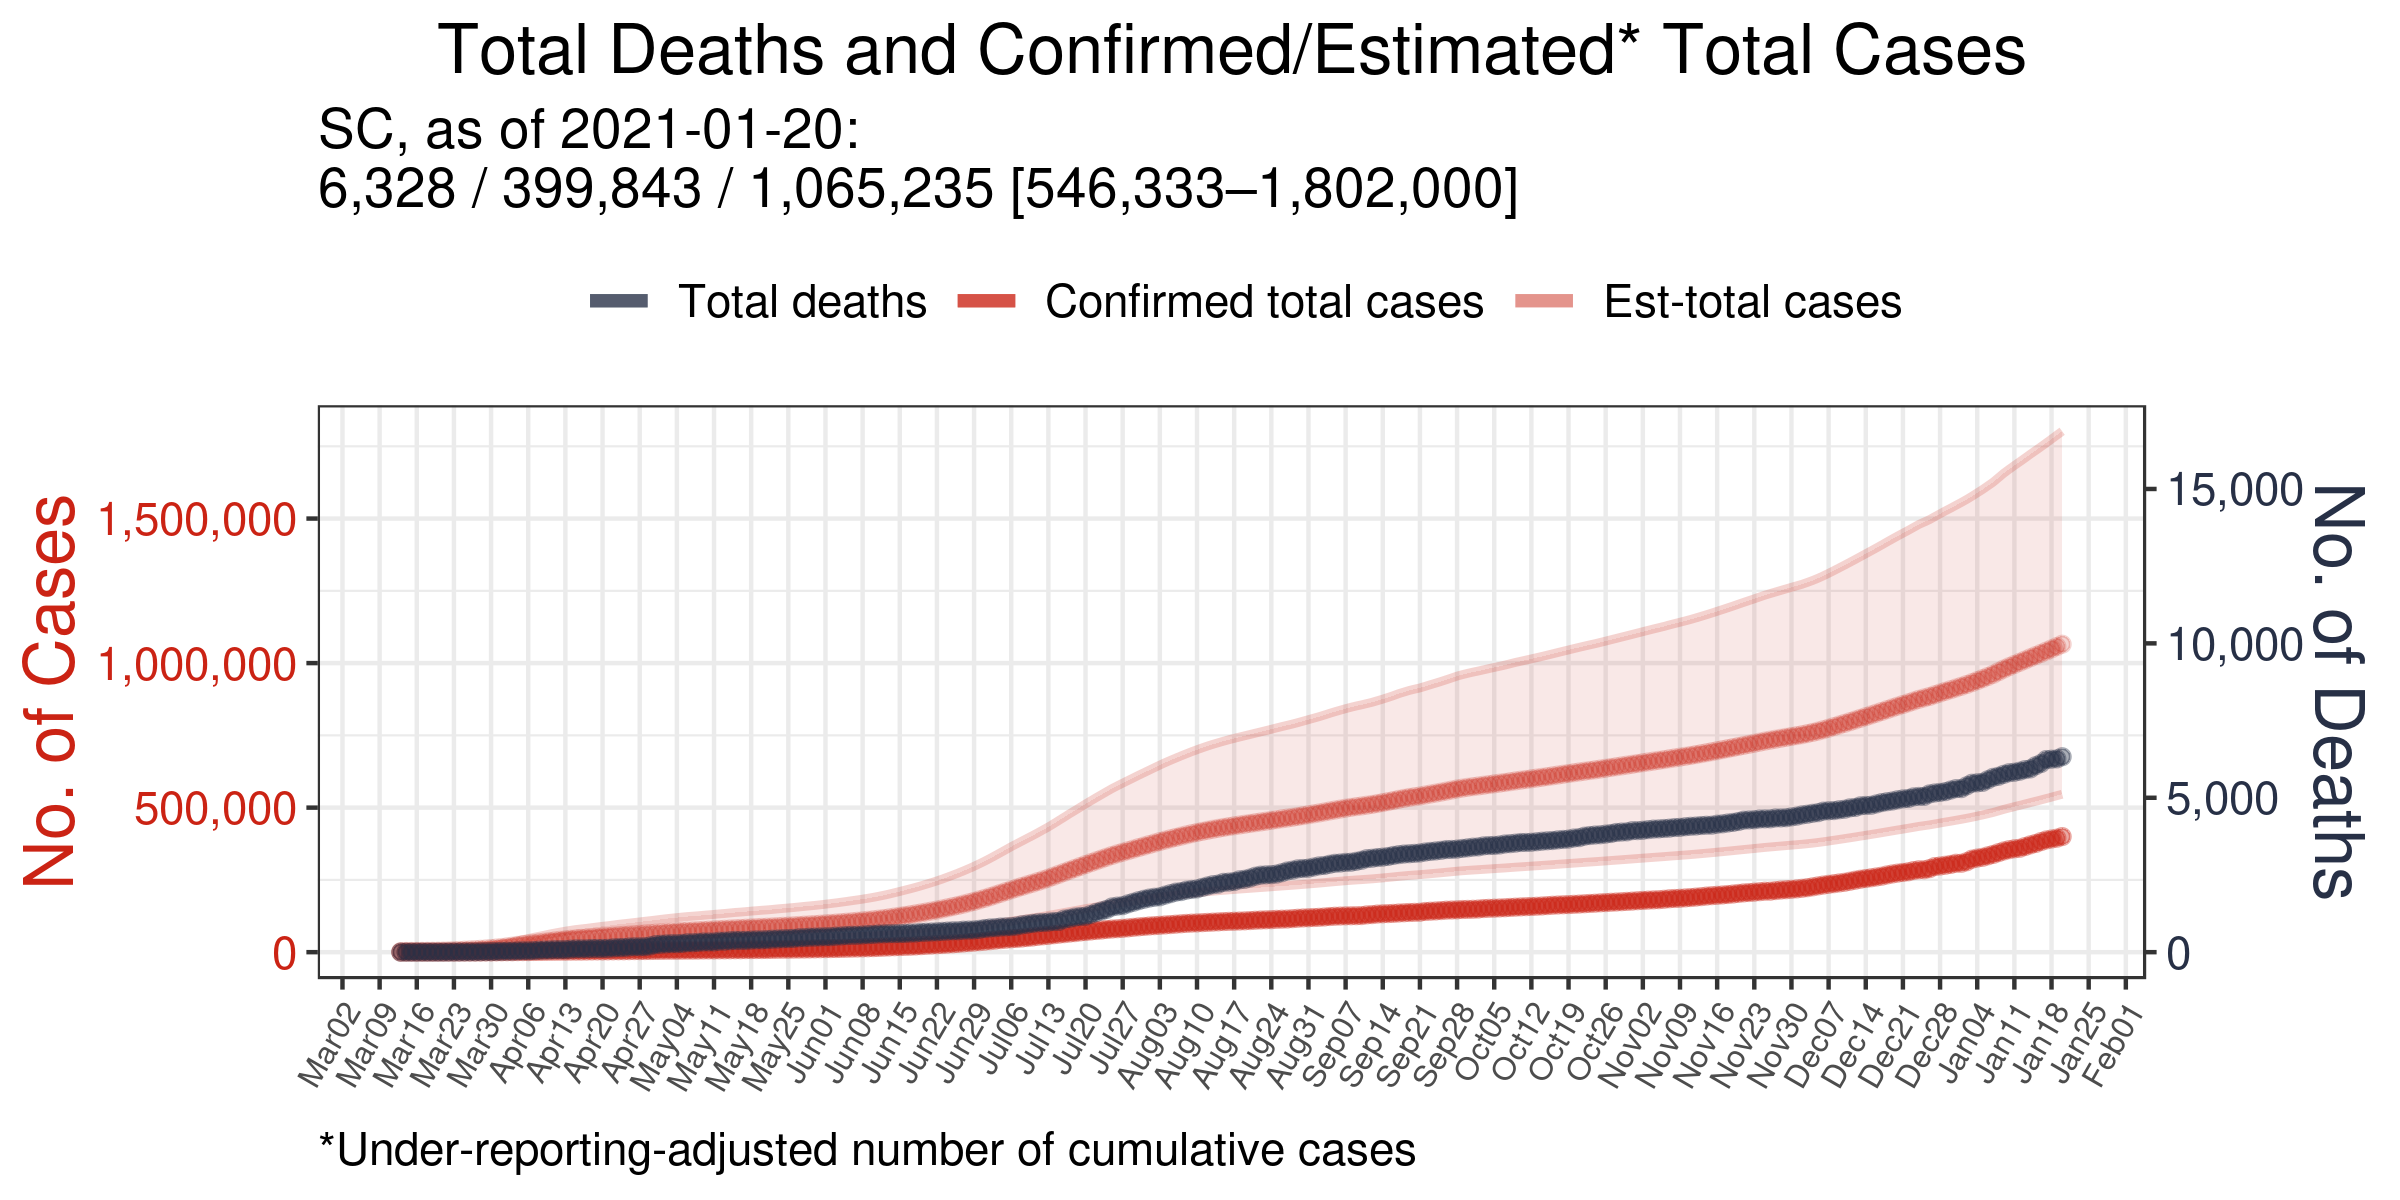 Total Deaths and Confirmed/Estimated* Total Cases
SC, as of 2021-01-20:
6,328 / 399,843 / 1,065,235 [546,333–1,802,000]
Total deaths
Confirmed total cases
Est-total cases
No. of Cases
1,500,000
1,000,000
500,000
0
15,000
10,000
5,000
0
No. of Deaths
Mar02
Mar09
Mar16
Mar23
Mar30
Apr06
Apr13
Apr20
Apr27
May04
May11
May18
May25
Jun01
Jun08
Jun15
Jun22
Jun29
Jul06
Jul13
Jul20
Jul27
Aug03
Aug10
Aug17
Aug24
Aug31
Sep07
Sep14
Sep21
Sep28
Oct05
Oct12
Oct19
Oct26
Nov02
Nov09
Nov16
Nov23
Nov30
Dec07
Dec14
Dec21
Dec28
Jan04
Jan11
Jan18
Jan25
Feb01
*Under-reporting-adjusted number of cumulative cases